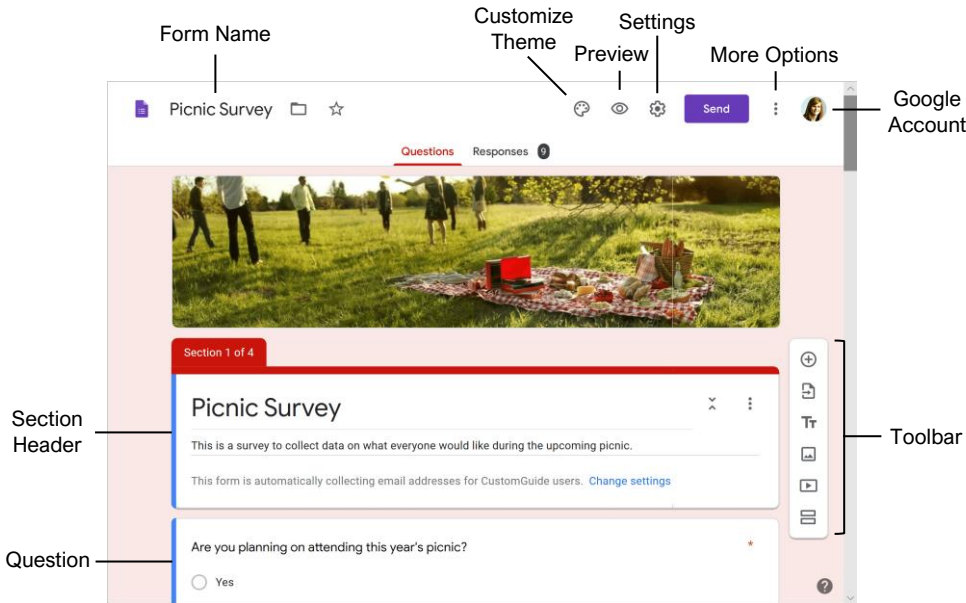 Customize
Theme
Settings
Form Name
Preview
More Options
Picnic Survey
Send
Google
Account
Questions
Responses 9
Section 1 of 4
Picnic Survey
This is a survey to collect data on what everyone would like during the upcoming picnic.
This form is automatically collecting email addresses for CustomGuide users. Change settings
Section
Header
Tт
Toolbar
Are you planning on attending this year's picnic? *
Question
Yes
?